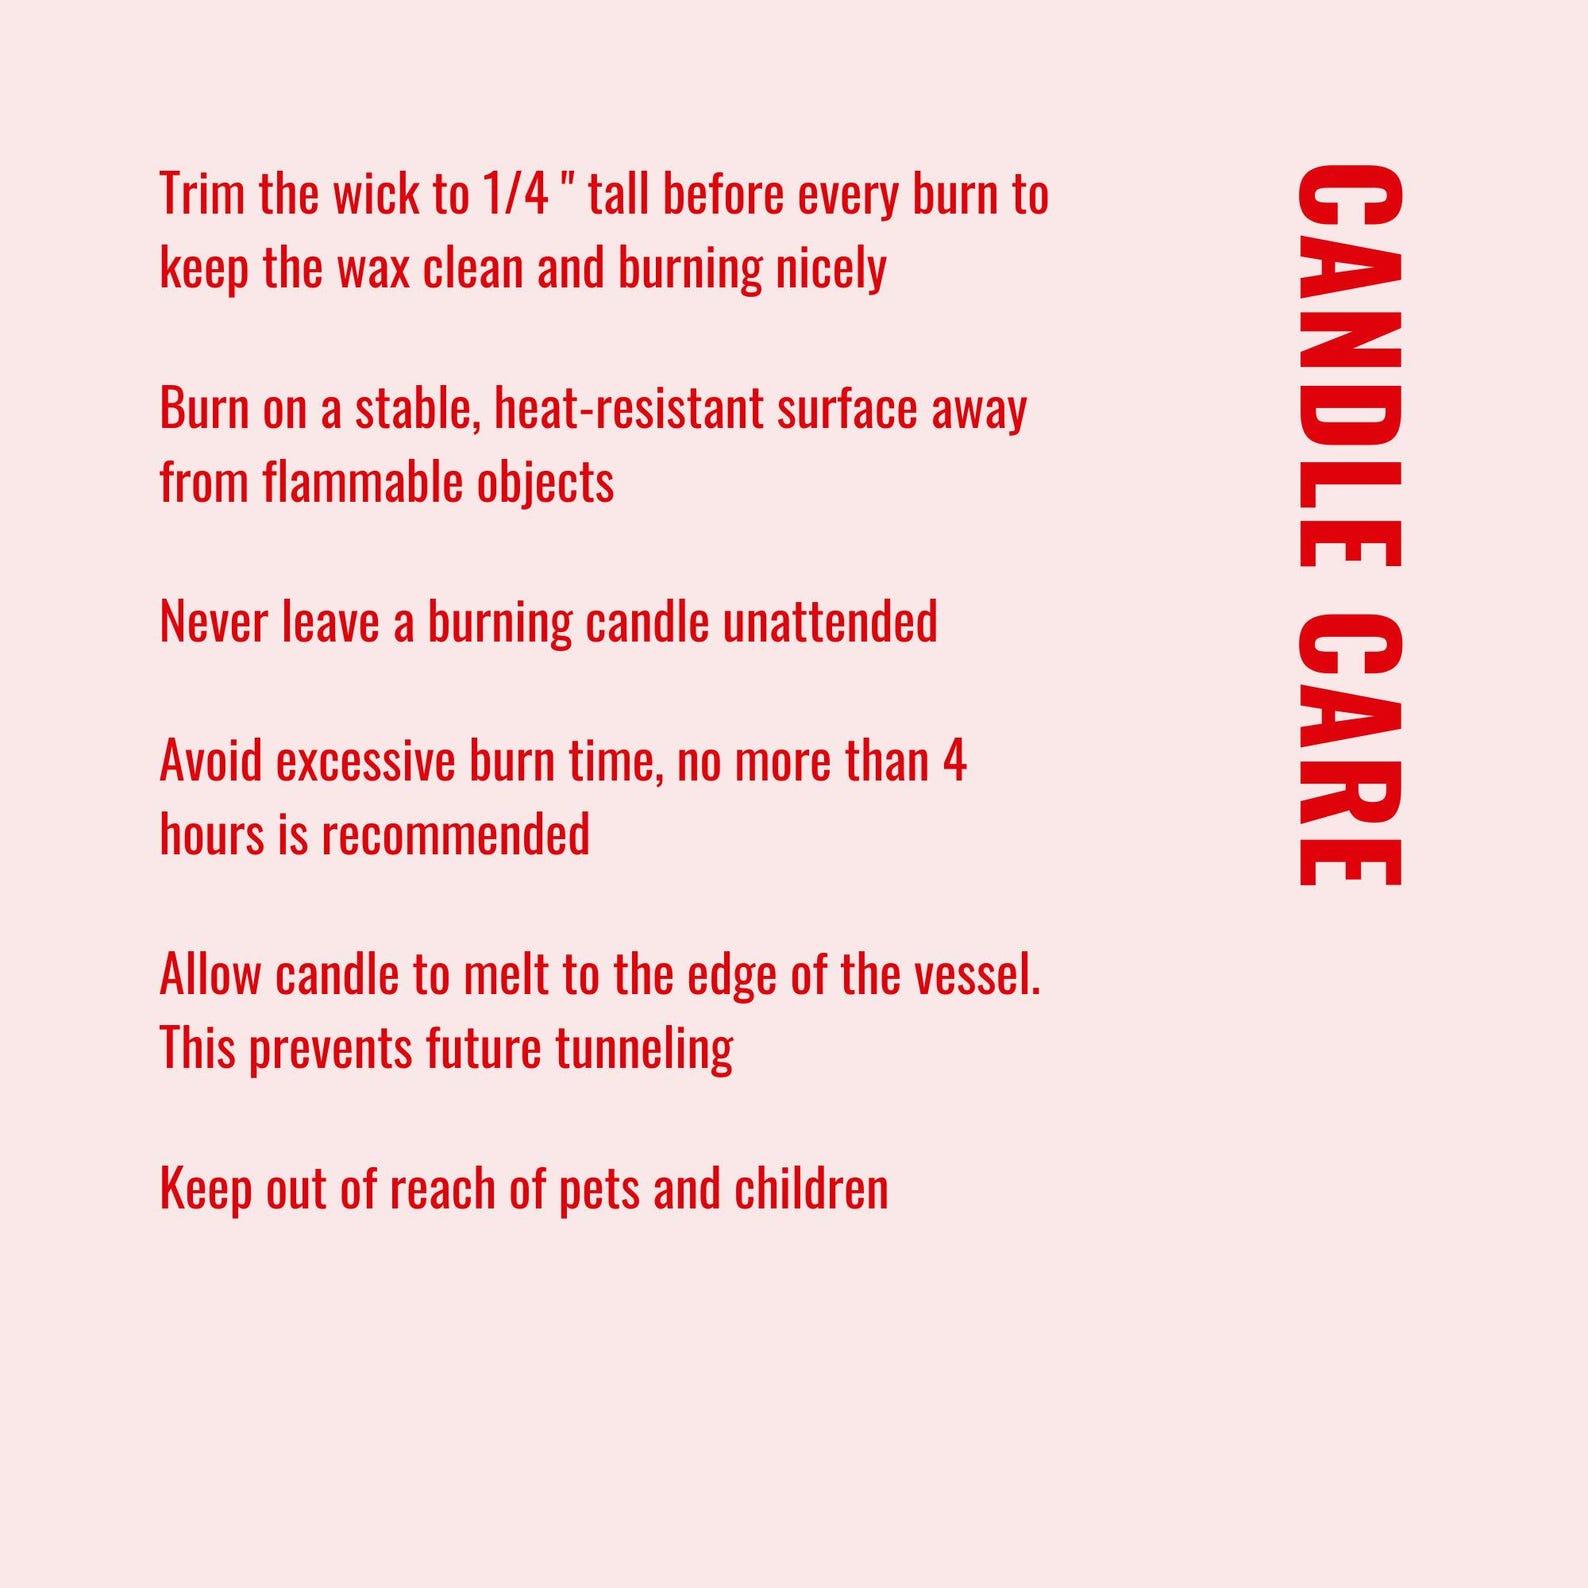 Trim the wick to 1/4 " tall before every burn to
keep the wax clean and burning nicely
Burn on a stable, heat-resistant surface away
from flammable objects
Never leave a burning candle unattended
Avoid excessive burn time, no more than 4
hours is recommended
Allow candle to melt to the edge of the vessel.
This prevents future tunneling
Keep out of reach of pets and children
CANDLE CARE